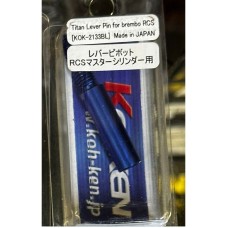 Titan Lever Pin for brembo RCS
[KOK-2133BL] Made in JAPAN
レバーピボット
RCSマスターシリンダー用
www.koh-ken.jp